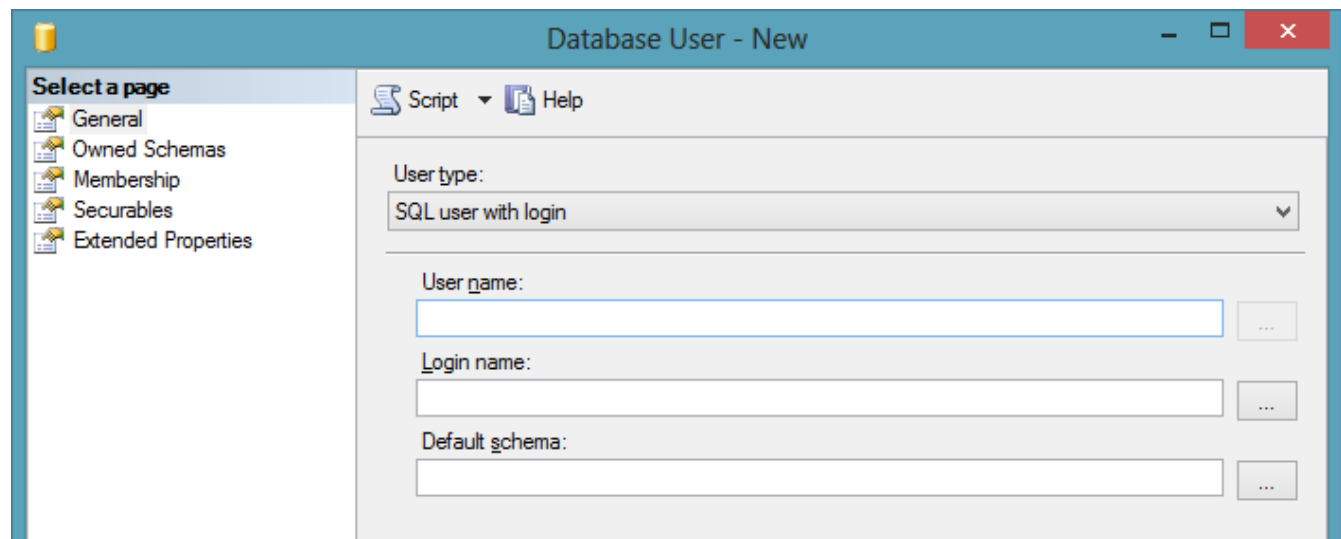 Database User - New
Select a page
General
Owned Schemas
Membership
Securables
Extended Properties
Script Help
User type:
SQL user with login
User name:
...
Login name:
...
Default schema:
...